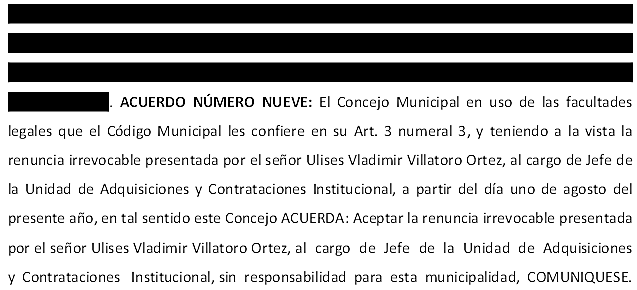 . ACUERDO NÚMERO NUEVE: El Concejo Municipal en uso de las facultades
legales que el Código Municipal les confiere en su Art. 3 numeral 3, y teniendo a la vista la
renuncia irrevocable presentada por el señor Ulises Vladimir Villatoro Ortez, al cargo de Jefe de
la Unidad de Adquisiciones y Contrataciones Institucional, a partir del día uno de agosto del
presente año, en tal sentido este Concejo ACUERDA: Aceptar la renuncia irrevocable presentada
por el señor Ulises Vladimir Villatoro Ortez, al cargo de Jefe de la Unidad de Adquisiciones
y Contrataciones Institucional, sin responsabilidad para esta municipalidad, COMUNIQUESE.